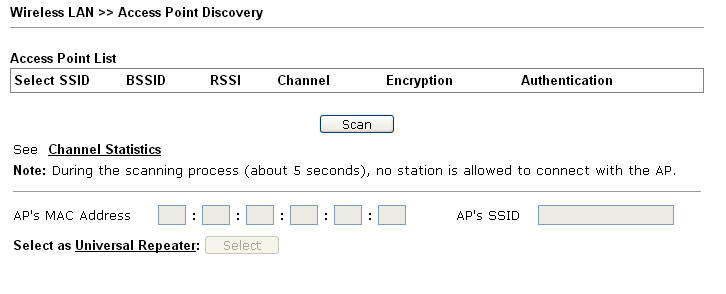 Wireless LAN >> Access Point Discovery
Access Point List
Select SSID BSSID RSSI Channel Encryption Authentication
Scan
See Channel Statistics
Note: During the scanning process (about 5 seconds), no station is allowed to connect with the AP.
AP's MAC Address : : : : : AP's SSID
Select as Universal Repeater: Select